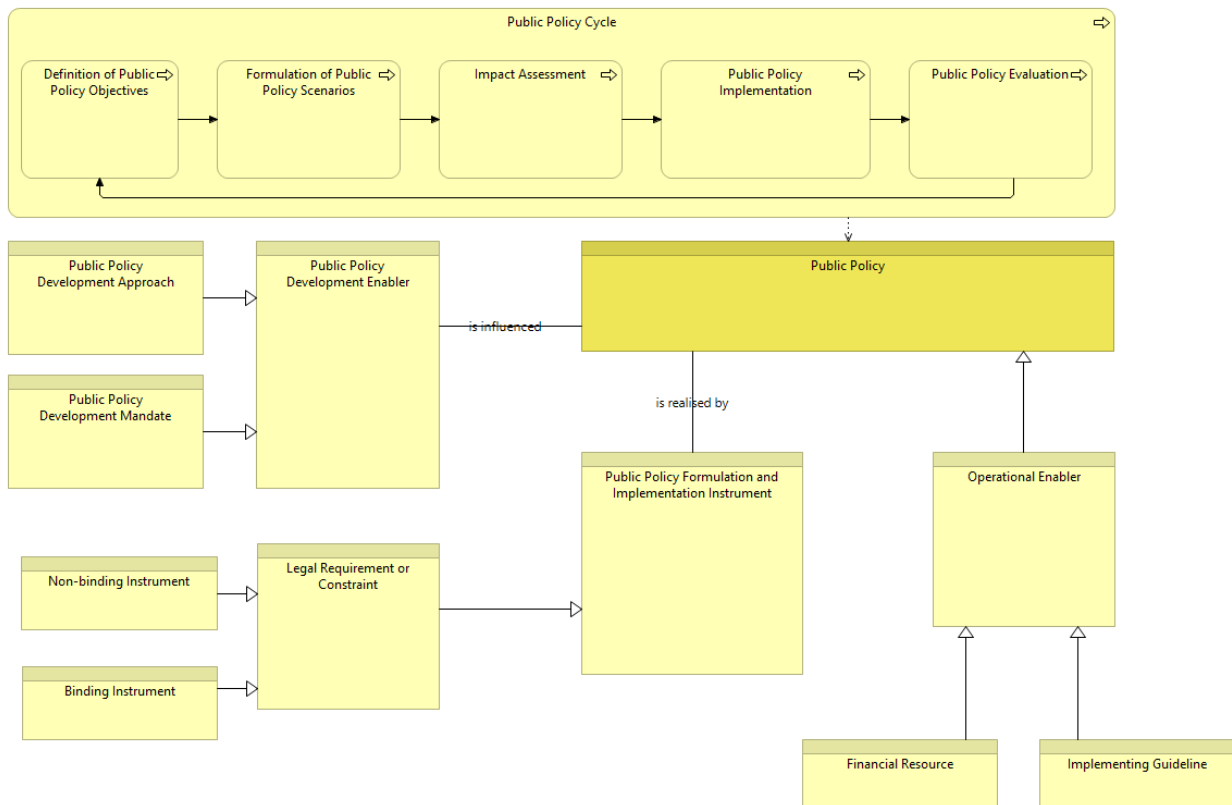 Public Policy Cycle
Definition of Public
Policy Objectives
Formulation of Public
Policy Scenarios
Impact Assessment
Public Policy
Implementation
Public Policy Evaluation
Public Policy
Development Approach
Public Policy
Development Enabler
Public Policy
is influenced
Public Policy
Development Mandate
is realised by
Public Policy Formulation and
Implementation Instrument
Operational Enabler
Non-binding Instrument
Legal Requirement or
Constraint
Binding Instrument
Financial Resource
Implementing Guideline